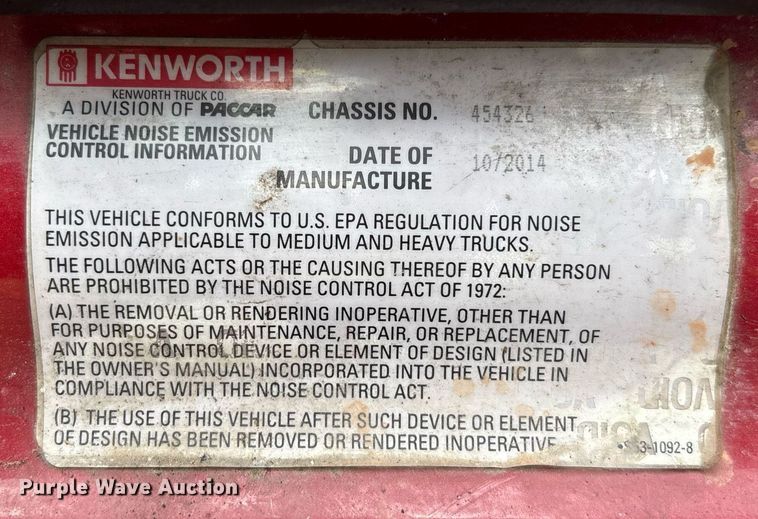 KENWORTH
KENWORTH TRUCK CO
A DIVISION OF PACCAR
VEHICLE NOISE EMISSION
CONTROL INFORMATION
CHASSIS NO. 454326
DATE OF
MANUFACTURE 10/2014
THIS VEHICLE CONFORMS TO U.S. EPA REGULATION FOR NOISE
EMISSION APPLICABLE TO MEDIUM AND HEAVY TRUCKS.
THE FOLLOWING ACTS OR THE CAUSING THEREOF BY ANY PERSON
ARE PROHIBITED BY THE NOISE CONTROL ACT OF 1972:
(A) THE REMOVAL OR RENDERING INOPERATIVE, OTHER THAN
FOR PURPOSES OF MAINTENANCE, REPAIR, OR REPLACEMENT, OF
ANY NOISE CONTROL DEVICE OR ELEMENT OF DESIGN (LISTED IN
THE OWNER'S MANUAL) INCORPORATED INTO THE VEHICLE IN
COMPLIANCE WITH THE NOISE CONTROL ACT.
(B) THE USE OF THIS VEHICLE AFTER SUCH DEVICE OR ELEMENT
OF DESIGN HAS BEEN REMOVED OR RENDERED INOPERATIVE
VOID
Purple Wave Auction